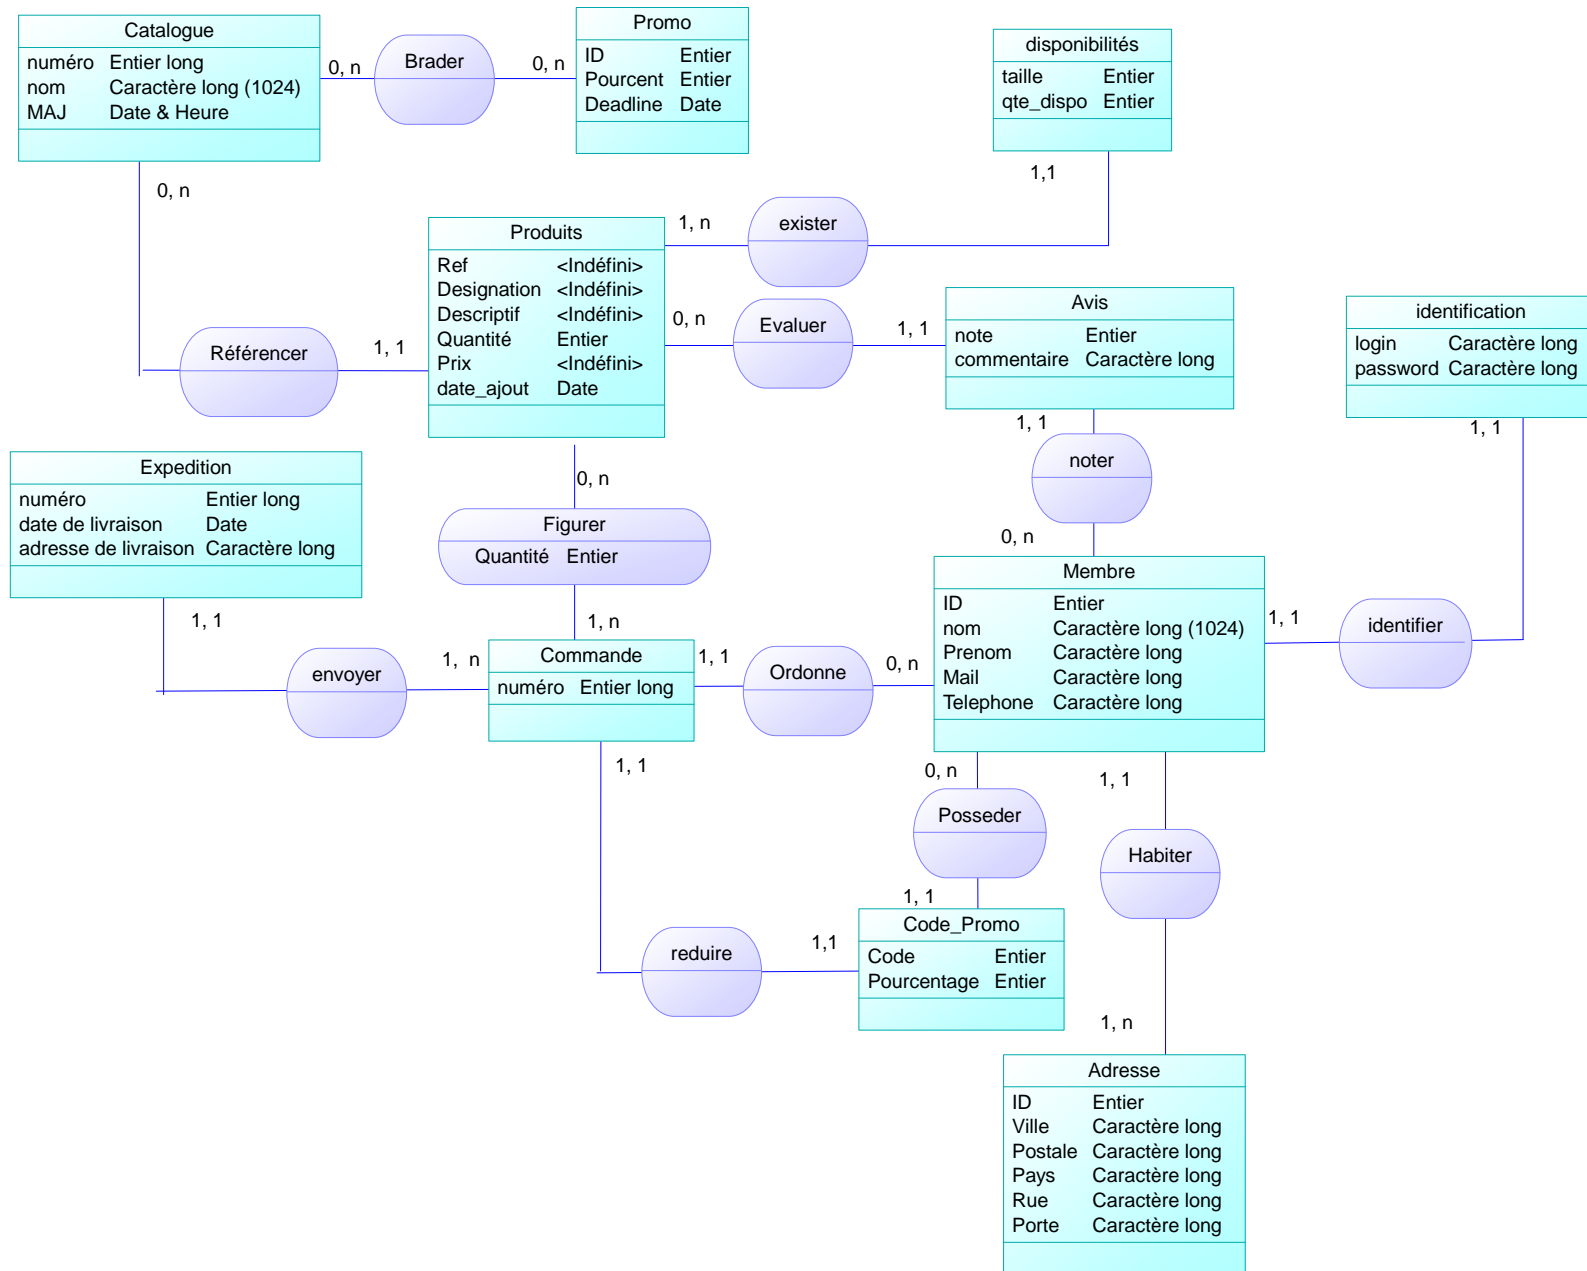 Catalogue
numéro Entier long
nom Caractère long (1024)
MAJ Date & Heure
0, n
Brader
0, n
Promo
ID Entier
Pourcent Entier
Deadline Date
disponibilités
taille Entier
qte_dispo Entier
1,1
0, n
Produits
Ref <Indéfini>
Designation <Indéfini>
Descriptif <Indéfini>
Quantité Entier
Prix <Indéfini>
date_ajout Date
1, n
exister
0, n
Evaluer
1, 1
Avis
note Entier
commentaire Caractère long
identification
login Caractère long
password Caractère long
Référencer
1, 1
1, 1
1, 1
noter
0, n
Expedition
numéro Entier long
date de livraison Date
adresse de livraison Caractère long
0, n
Figurer
Quantité Entier
1, n
1, 1
envoyer
1, n
Commande
numéro Entier long
1, 1
Ordonne
0, n
Membre
ID Entier
nom Caractère long (1024)
Prenom Caractère long
Mail Caractère long
Telephone Caractère long
1, 1
identifier
1, 1
0, n
1, 1
Posseder
Habiter
1, 1
Code_Promo
Code Entier
Pourcentage Entier
reduire
1,1
1, n
Adresse
ID Entier
Ville Caractère long
Postale Caractère long
Pays Caractère long
Rue Caractère long
Porte Caractère long